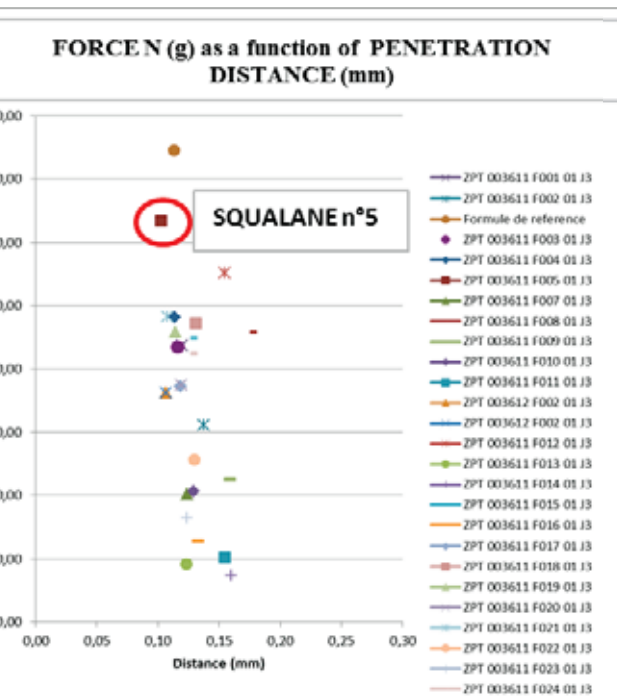 FORCE N (g) as a function of PENETRATION
DISTANCE (mm)
SQUALANE n°5
ZPT 003611 F001 01 J3
ZPT 003611 F002 01 J3
Formule de reference
ZPT 003611 F003 01 J3
ZPT 003611 F004 01 J3
ZPT 003611 F005 01 J3
ZPT 003611 F007 01 J3
ZPT 003611 F008 01 J3
ZPT 003611 F009 01 J3
ZPT 003611 F010 01 J3
ZPT 003611 F011 01 J3
ZPT 003612 F002 01 J3
ZPT 003612 F002 01 J3
ZPT 003611 F012 01 J3
ZPT 003611 F013 01 J3
ZPT 003611 F014 01 J3
ZPT 003611 F015 01 J3
ZPT 003611 F016 01 J3
ZPT 003611 F017 01 J3
ZPT 003611 F018 01 J3
ZPT 003611 F019 01 J3
ZPT 003611 F020 01 J3
ZPT 003611 F021 01 J3
ZPT 003611 F022 01 J3
ZPT 003611 F023 01 J3
ZPT 003611 F024 01 J3
0,00 0,05 0,10 0,15 0,20 0,25 0,30
Distance (mm)